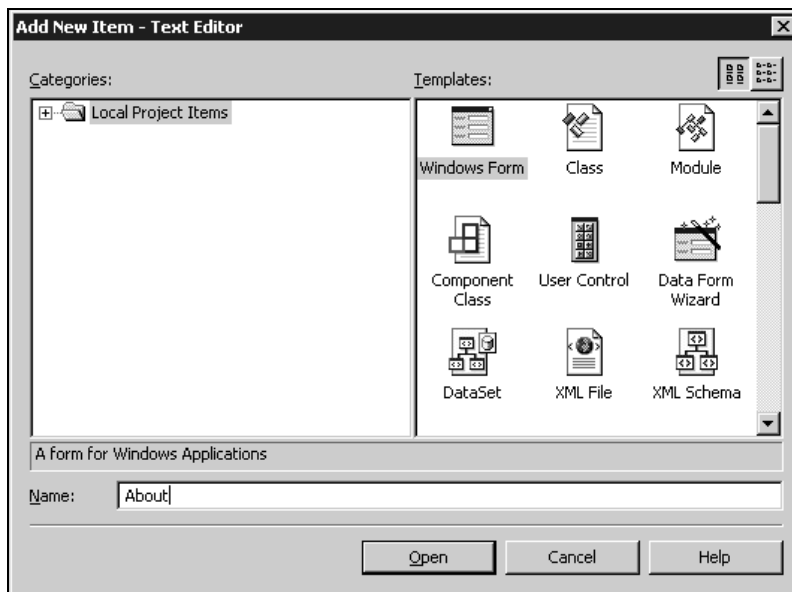 Add New Item - Text Editor
Categories:
Templates:
Local Project Items
Windows Form
Class
Module
Component Class
User Control
Data Form Wizard
DataSet
XML File
XML Schema
A form for Windows Applications
Name:
About
Open
Cancel
Help